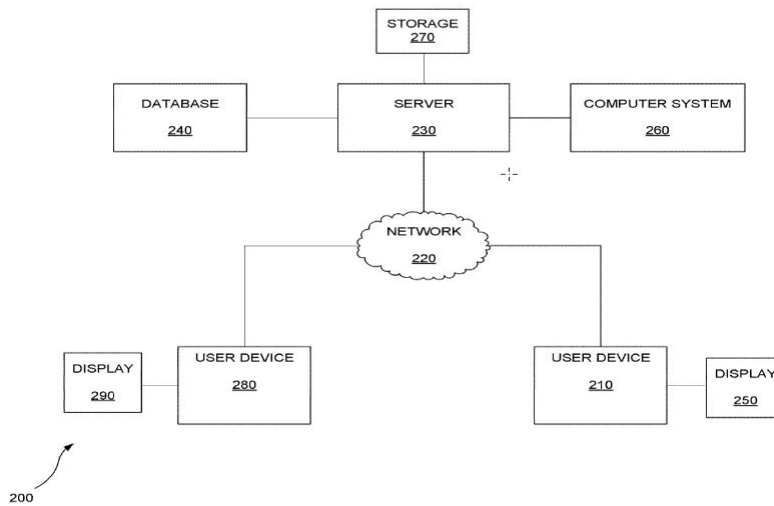 STORAGE
270
DATABASE
240
SERVER
230
COMPUTER SYSTEM
260
NETWORK
220
USER DEVICE
280
DISPLAY
290
USER DEVICE
210
DISPLAY
250
200